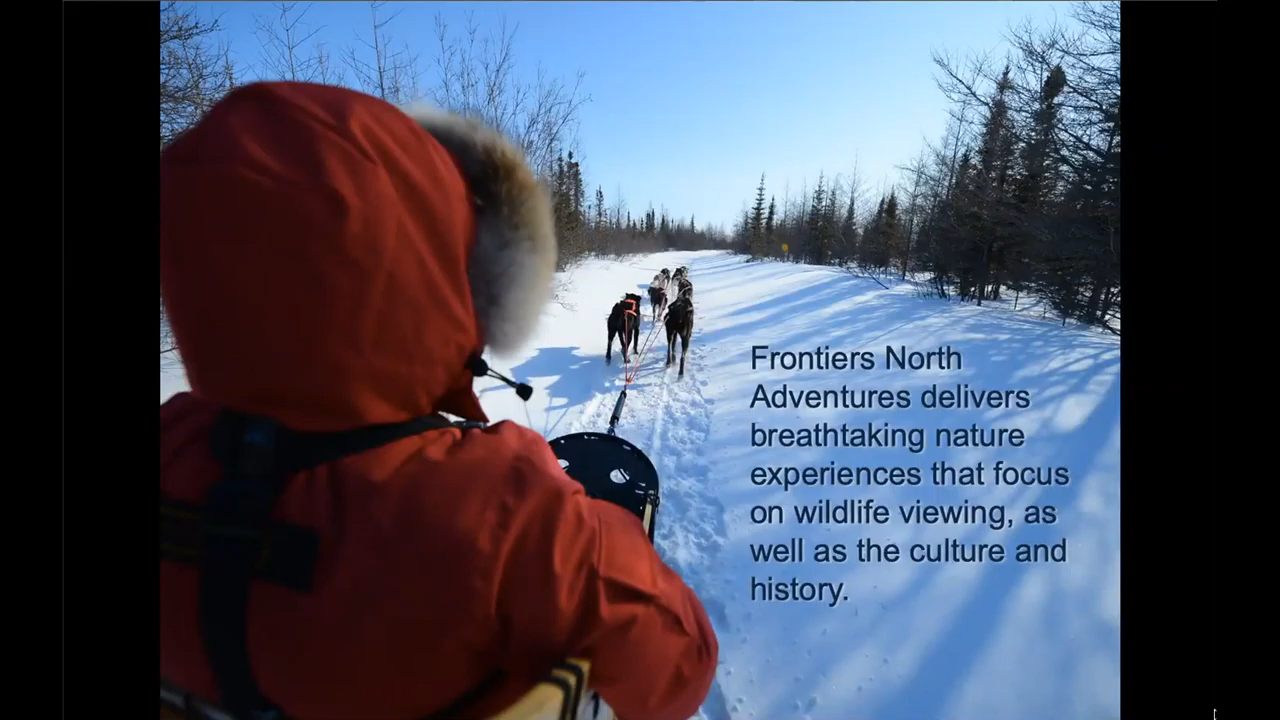 Frontiers North
Adventures delivers
breathtaking nature
experiences that focus
on wildlife viewing, as
well as the culture and
history.